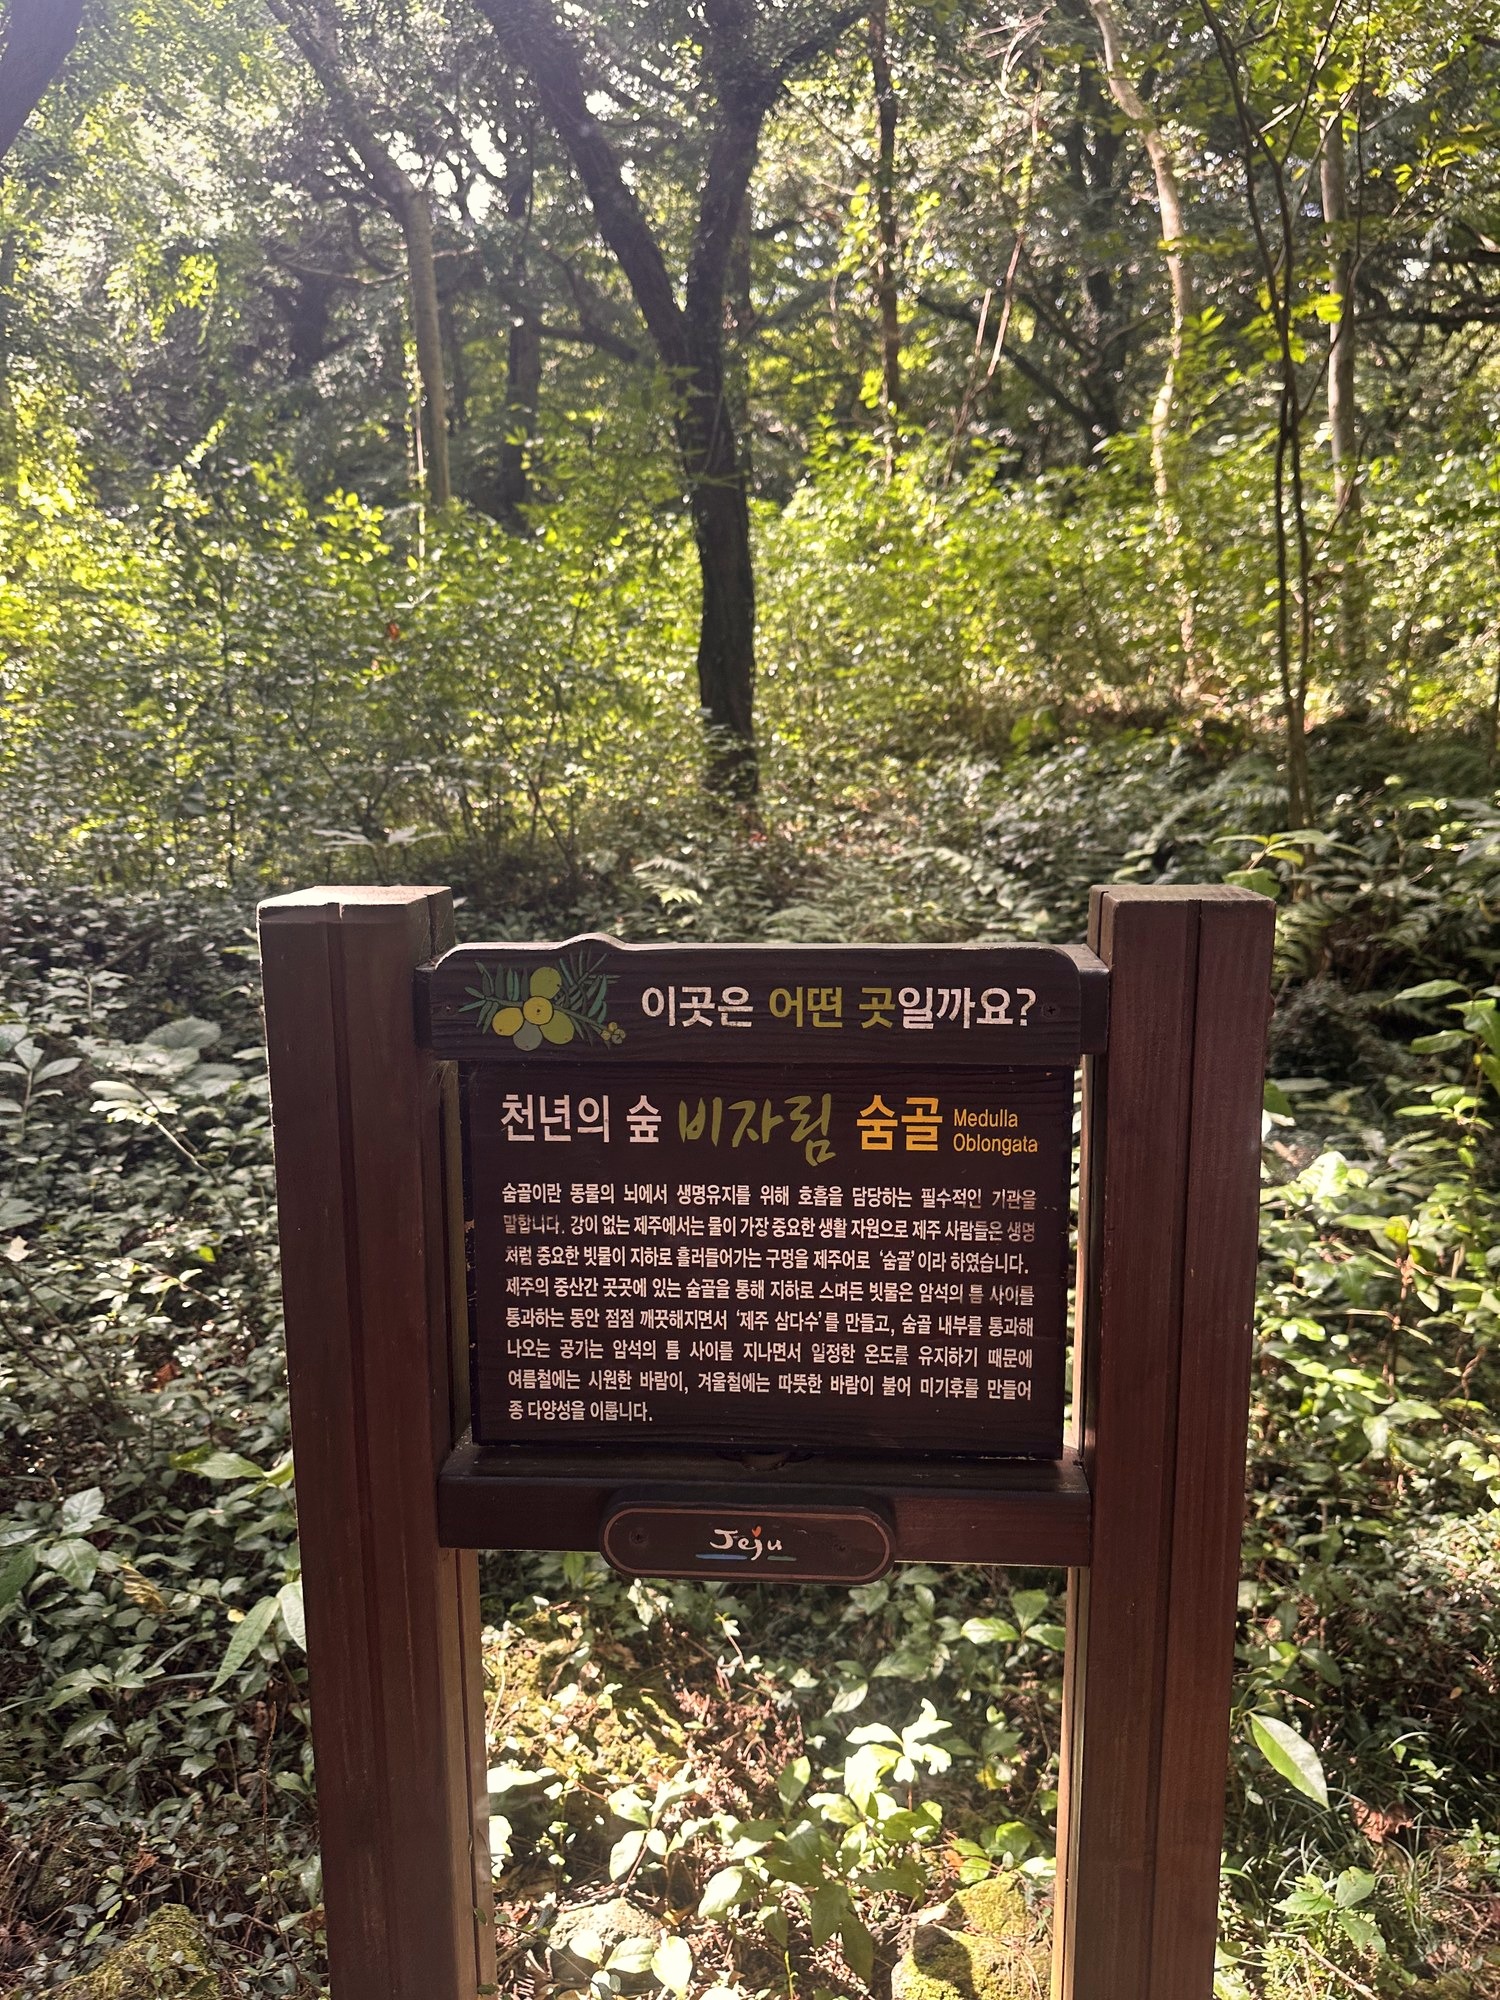 이곳은 어떤 곳일까요?
천년의 숲 비자림 숨골 Medulla Oblongata
숨골이란 동물의 뇌에서 생명유지를 위해 호흡을 담당하는 필수적인 기관을
말합니다. 강이 없는 제주에서는 물이 가장 중요한 생활 자원으로 제주 사람들은 생명
처럼 중요한 빗물이 지하로 흘러들어가는 구멍을 제주어로 ‘숨골’이라 하였습니다.
제주의 중산간 곳곳에 있는 숨골을 통해 지하로 스며든 빗물은 암석의 틈 사이를
통과하는 동안 점점 깨끗해지면서 ‘제주 삼다수’를 만들고, 숨골 내부를 통과해
나오는 공기는 암석의 틈 사이를 지나면서 일정한 온도를 유지하기 때문에
여름철에는 시원한 바람이, 겨울철에는 따뜻한 바람이 불어 미기후를 만들어
종 다양성을 이룹니다.
Jeju